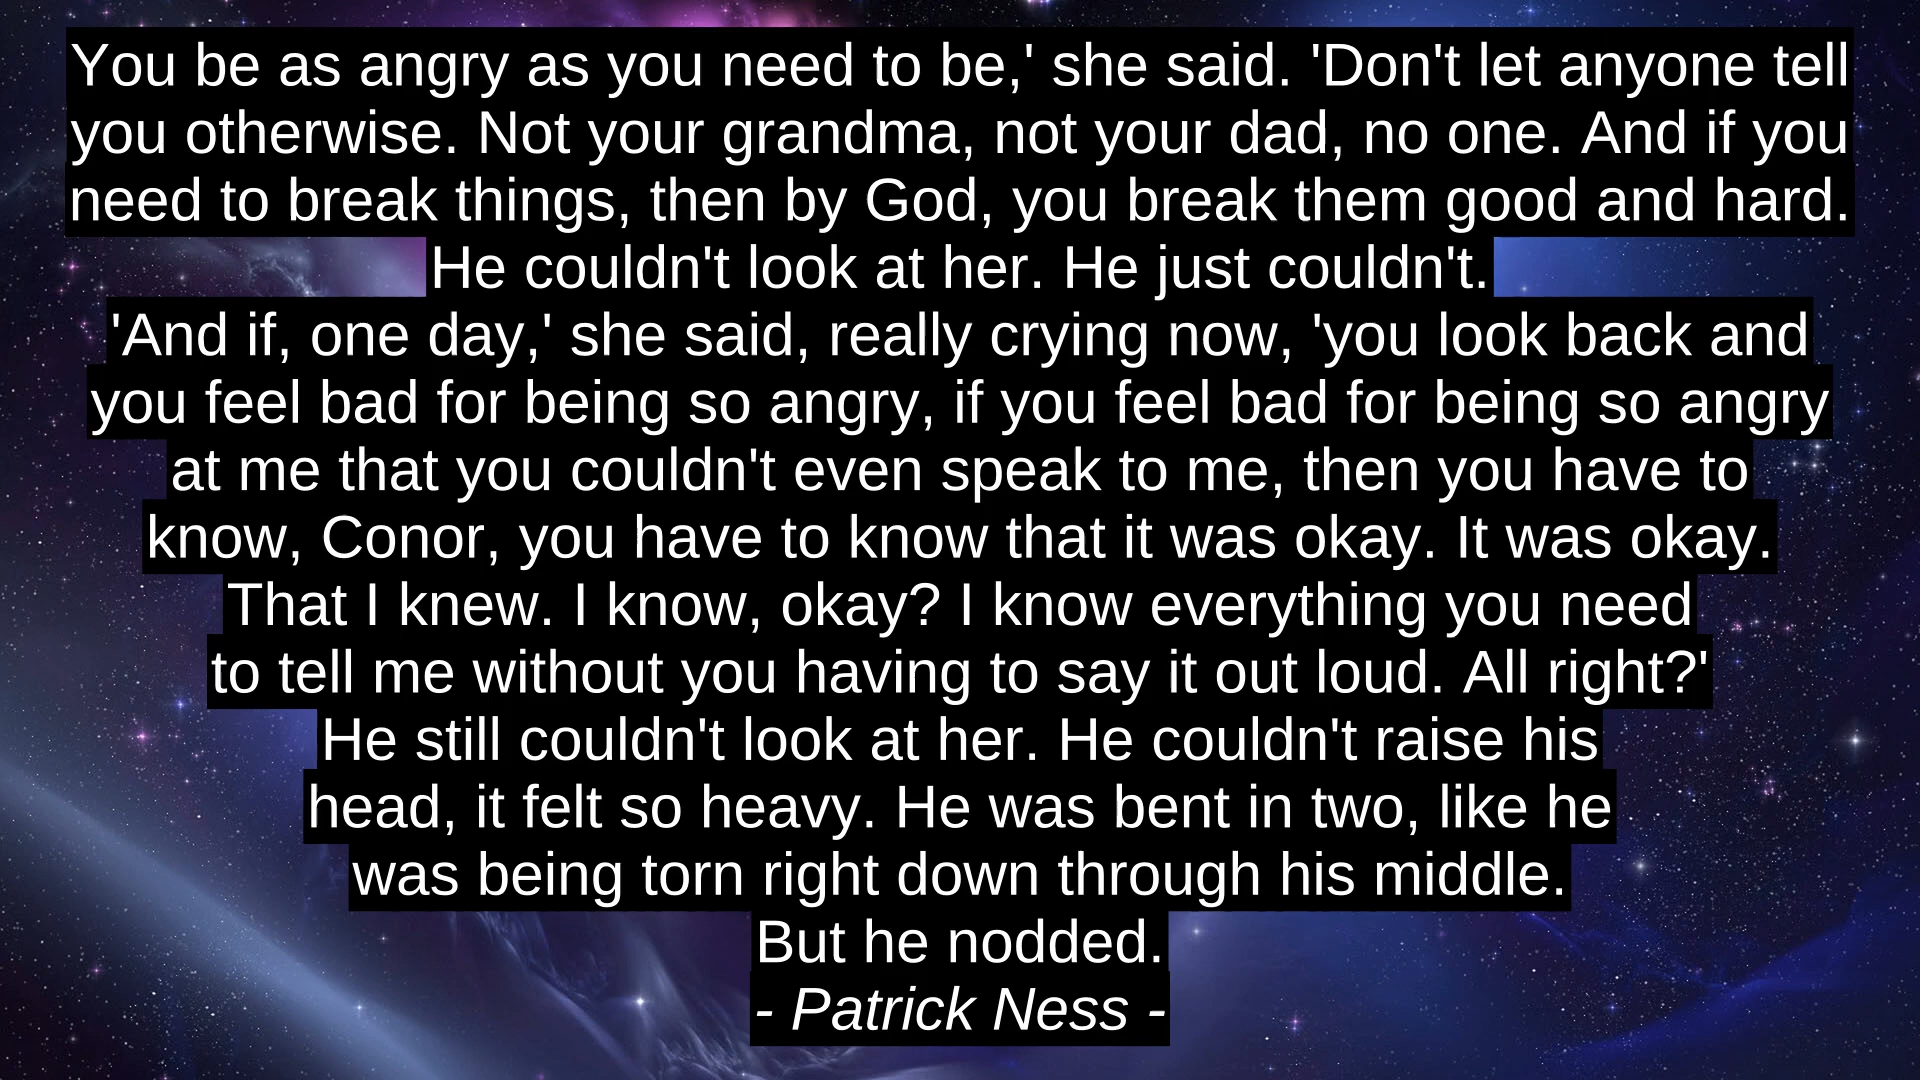 You be as angry as you need to be,' she said. 'Don't let anyone tell
you otherwise. Not your grandma, not your dad, no one. And if you
need to break things, then by God, you break them good and hard.
He couldn't look at her. He just couldn't.
'And if, one day,' she said, really crying now, 'you look back and
you feel bad for being so angry, if you feel bad for being so angry
at me that you couldn't even speak to me, then you have to
know, Conor, you have to know that it was okay. It was okay.
That I knew. I know, okay? I know everything you need
to tell me without you having to say it out loud. All right?'
He still couldn't look at her. He couldn't raise his
head, it felt so heavy. He was bent in two, like he
was being torn right down through his middle.
But he nodded.
- Patrick Ness -